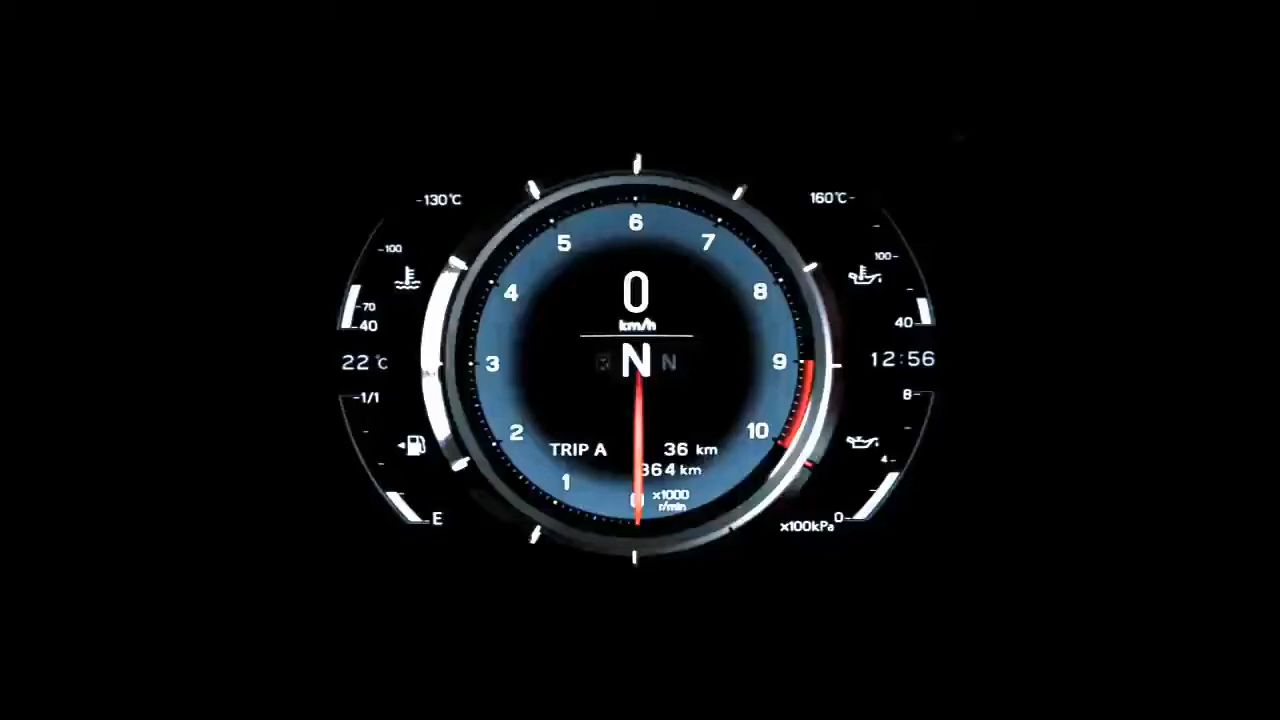 -130°C
160°C-
6
5
7
-100
100-
4
0
8
km/h
-70
-40
40-
22°C
3
N
N
9
12:56
-1/1
8-
2
10
TRIP A
36 km
4-
364 km
1
x1000
r/min
E
0-
x100kPa